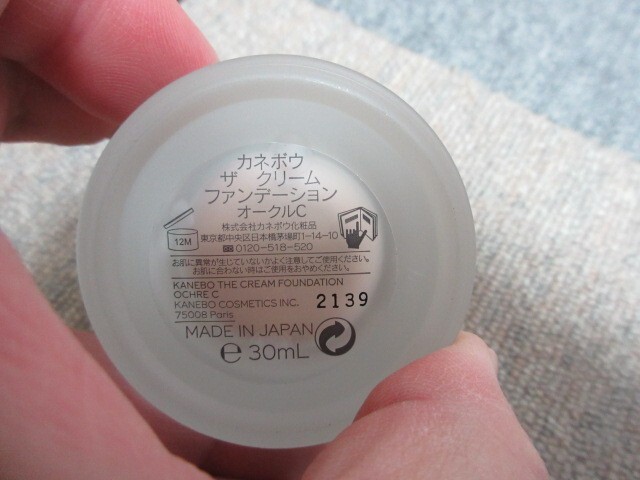 カネボウ
ザ クリーム
ファンデーション
オークルC
株式会社カネボウ化粧品
12M
東京都中央区日本橋茅場町1-14-10
☎0120-518-520
お肌に異常が生じていないかよく注意してご使用ください。
お肌に合わない時はご使用をおやめください。
KANEBO THE CREAM FOUNDATION
OCHRE C
KANEBO COSMETICS INC.
75008 Paris
2139
MADE IN JAPAN
℮ 30mL